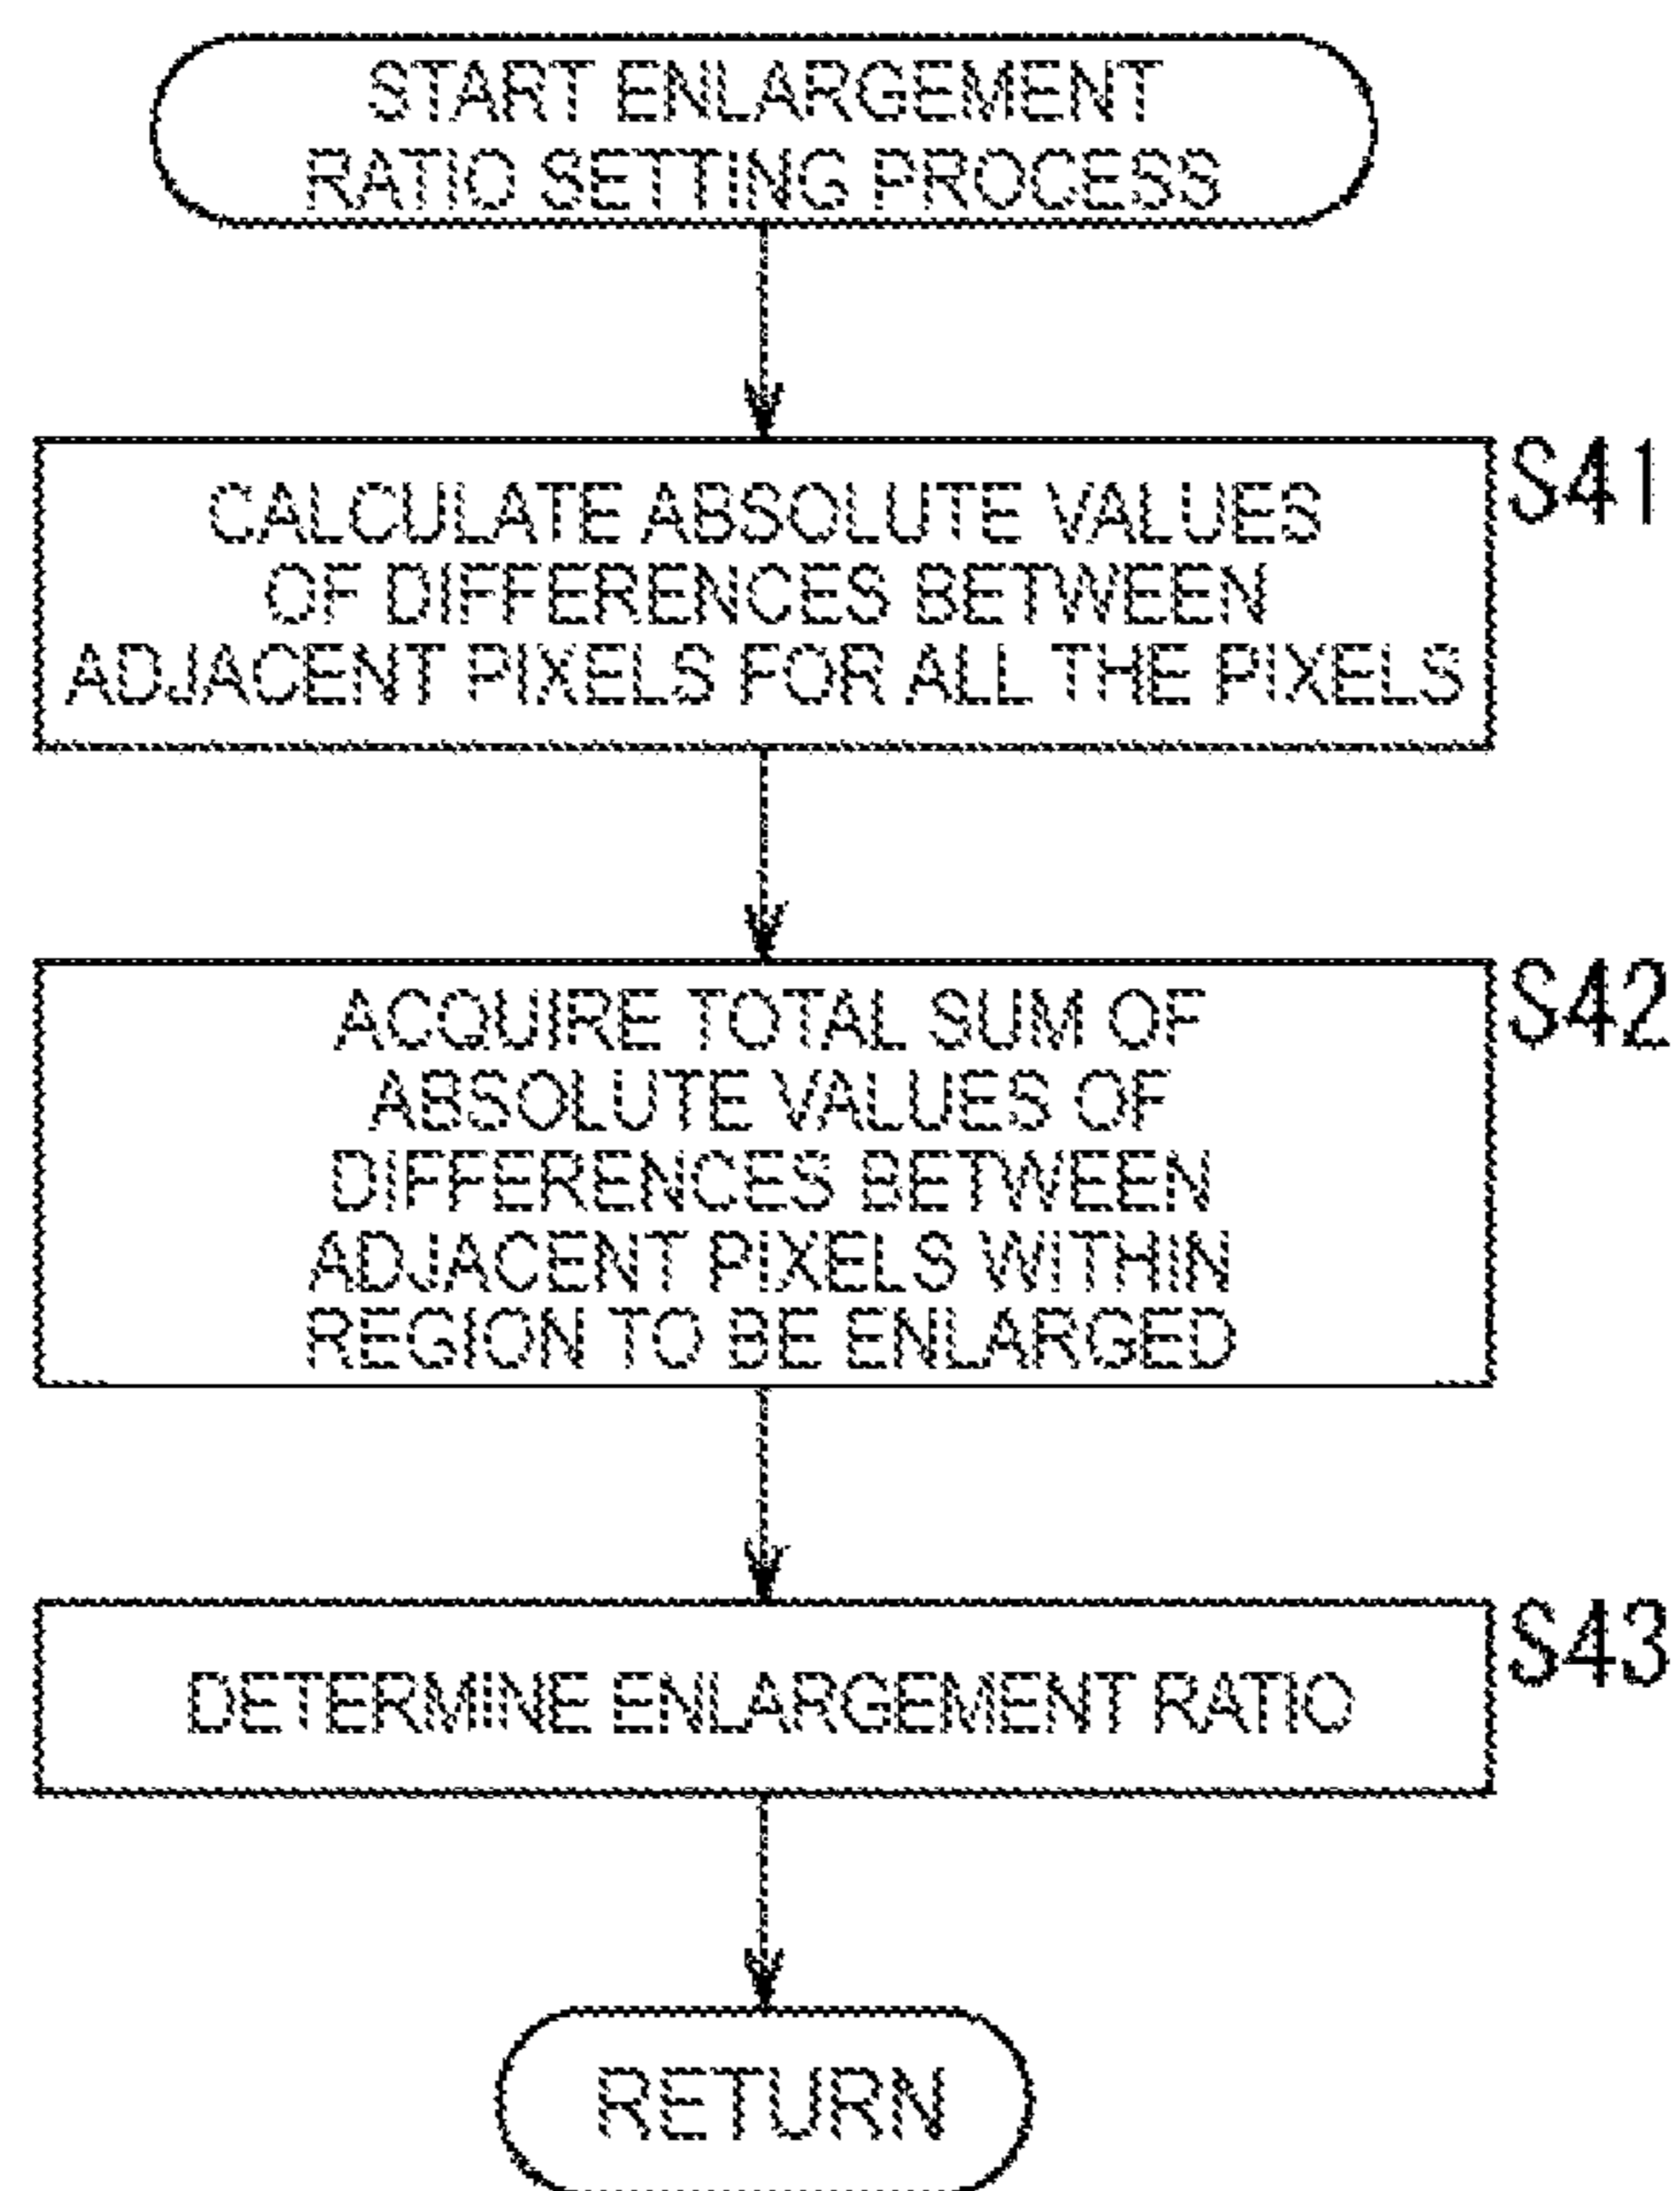 START ENLARGEMENT
RATIO SETTING PROCESS
S41
CALCULATE ABSOLUTE VALUES
OF DIFFERENCES BETWEEN
ADJACENT PIXELS FOR ALL THE PIXELS
S42
ACQUIRE TOTAL SUM OF
ABSOLUTE VALUES OF
DIFFERENCES BETWEEN
ADJACENT PIXELS WITHIN
REGION TO BE ENLARGED
S43
DETERMINE ENLARGEMENT RATIO
RETURN